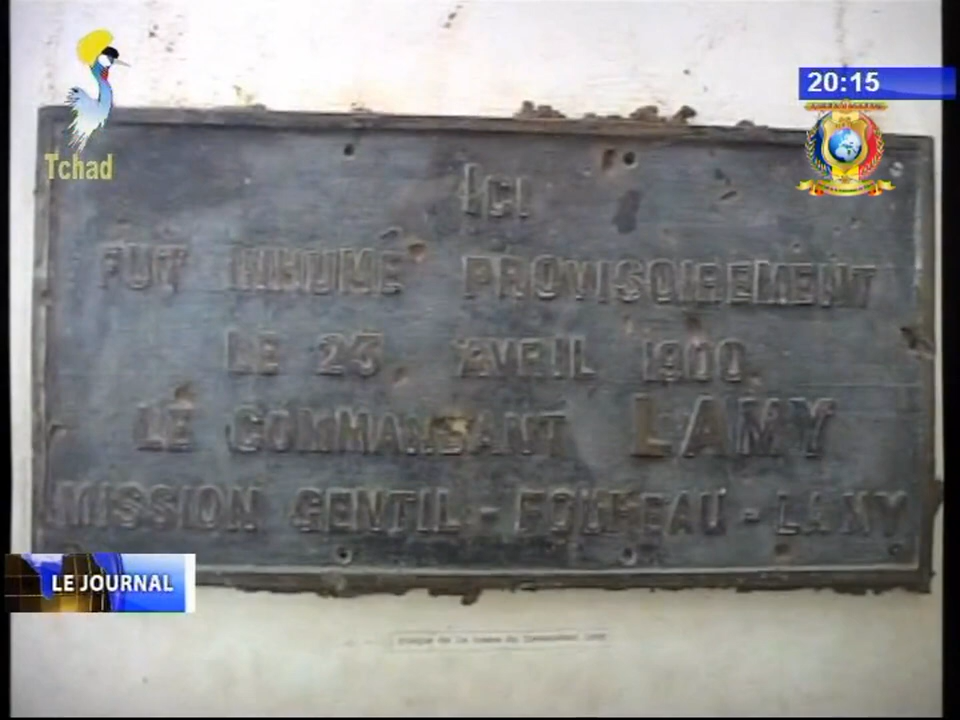 Tchad
20:15
ICI
FUT INHUMÉ PROVISOIREMENT
LE 23 AVRIL 1900
LE COMMANDANT LAMY
MISSION GENTIL - FOUREAU - LAMY
LE JOURNAL